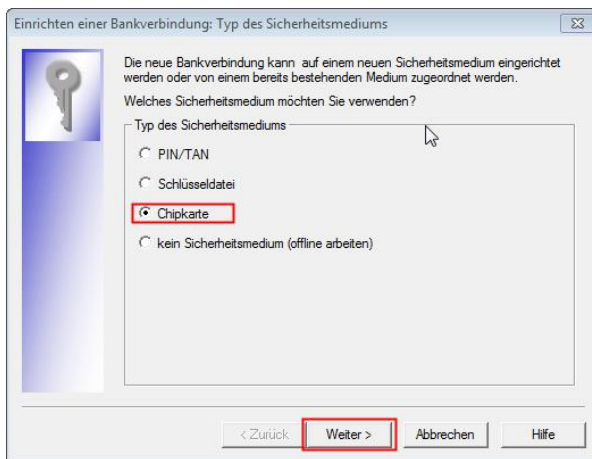 Einrichten einer Bankverbindung: Typ des Sicherheitsmediums
Die neue Bankverbindung kann auf einem neuen Sicherheitsmedium eingerichtet
werden oder von einem bereits bestehenden Medium zugeordnet werden.
Welches Sicherheitsmedium möchten Sie verwenden?
Typ des Sicherheitsmediums
PIN/TAN
Schlüsseldatei
Chipkarte
kein Sicherheitsmedium (offline arbeiten)
< Zurück Weiter > Abbrechen Hilfe